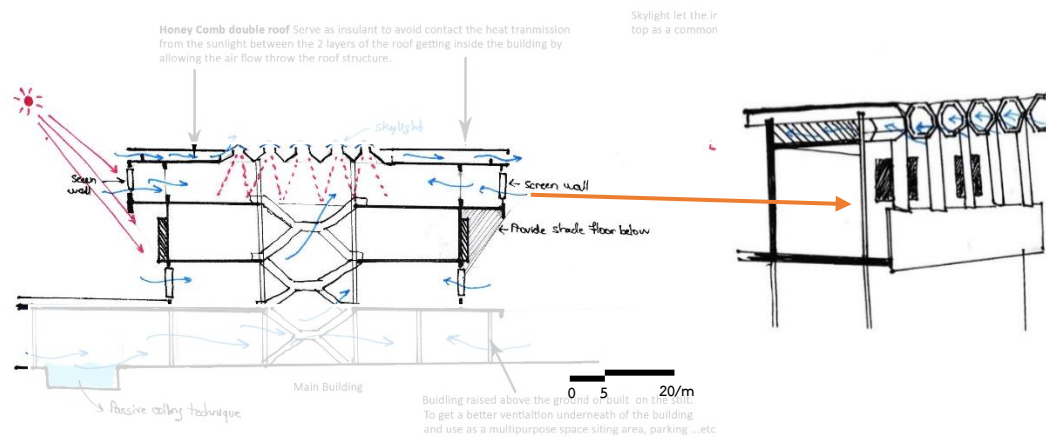 Honey Comb double roof Serve as insulant to avoid contact the heat tranmission
from the sunlight between the 2 layers of the roof getting inside the building by
allowing the air flow throw the roof structure.
Skylight let the ir
top as a common
skylight
Screen
wall
Screen wall
Provide shade floor below
Main Building
0 5 20/m
Passive colling technique
Buidling raised above the ground or built on the stilt.
To get a better ventialtion underneath of the building
and use as a multipurpose space siting area, parking ...etc